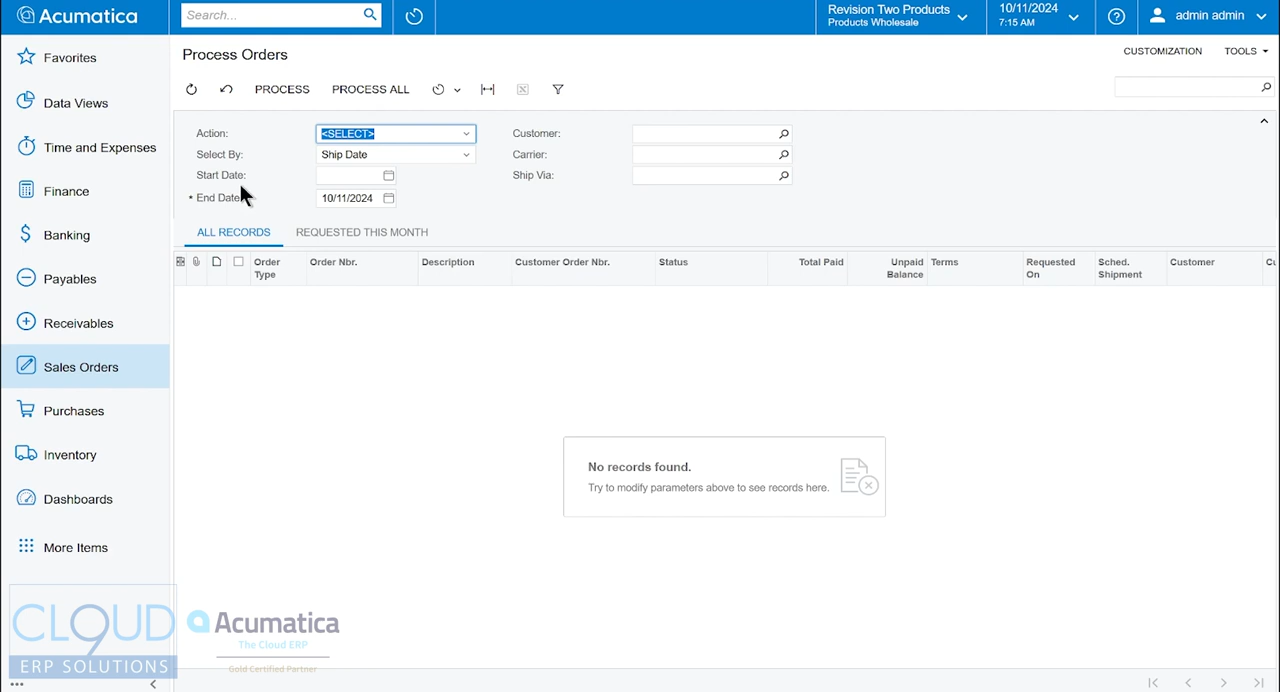 Acumatica
Search...
Revision Two Products
Products Wholesale
10/11/2024
7:15 AM
admin admin
Favorites
Data Views
Time and Expenses
Finance
Banking
Payables
Receivables
Sales Orders
Purchases
Inventory
Dashboards
More Items
Process Orders
CUSTOMIZATION
TOOLS
PROCESS
PROCESS ALL
Action:
<SELECT>
Customer:
Select By:
Ship Date
Carrier:
Start Date:
Ship Via:
* End Date
10/11/2024
ALL RECORDS
REQUESTED THIS MONTH
Order Type
Order Nbr.
Description
Customer Order Nbr.
Status
Total Paid
Unpaid Balance
Terms
Requested On
Sched. Shipment
Customer
Cu
No records found.
Try to modify parameters above to see records here.
CLOUD
9
ERP SOLUTIONS
Acumatica
The Cloud ERP
Gold Certified Partner